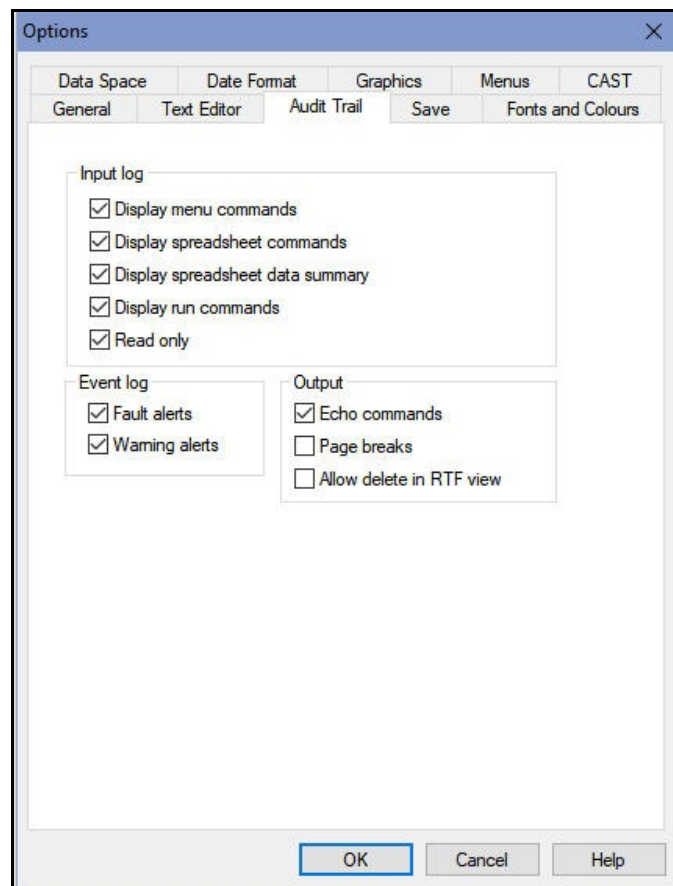 Options
Data Space Date Format Graphics Menus CAST
General Text Editor Audit Trail Save Fonts and Colours
Input log
Display menu commands
Display spreadsheet commands
Display spreadsheet data summary
Display run commands
Read only
Event log Output
Fault alerts Echo commands
Warning alerts Page breaks
Allow delete in RTF view
OK Cancel Help